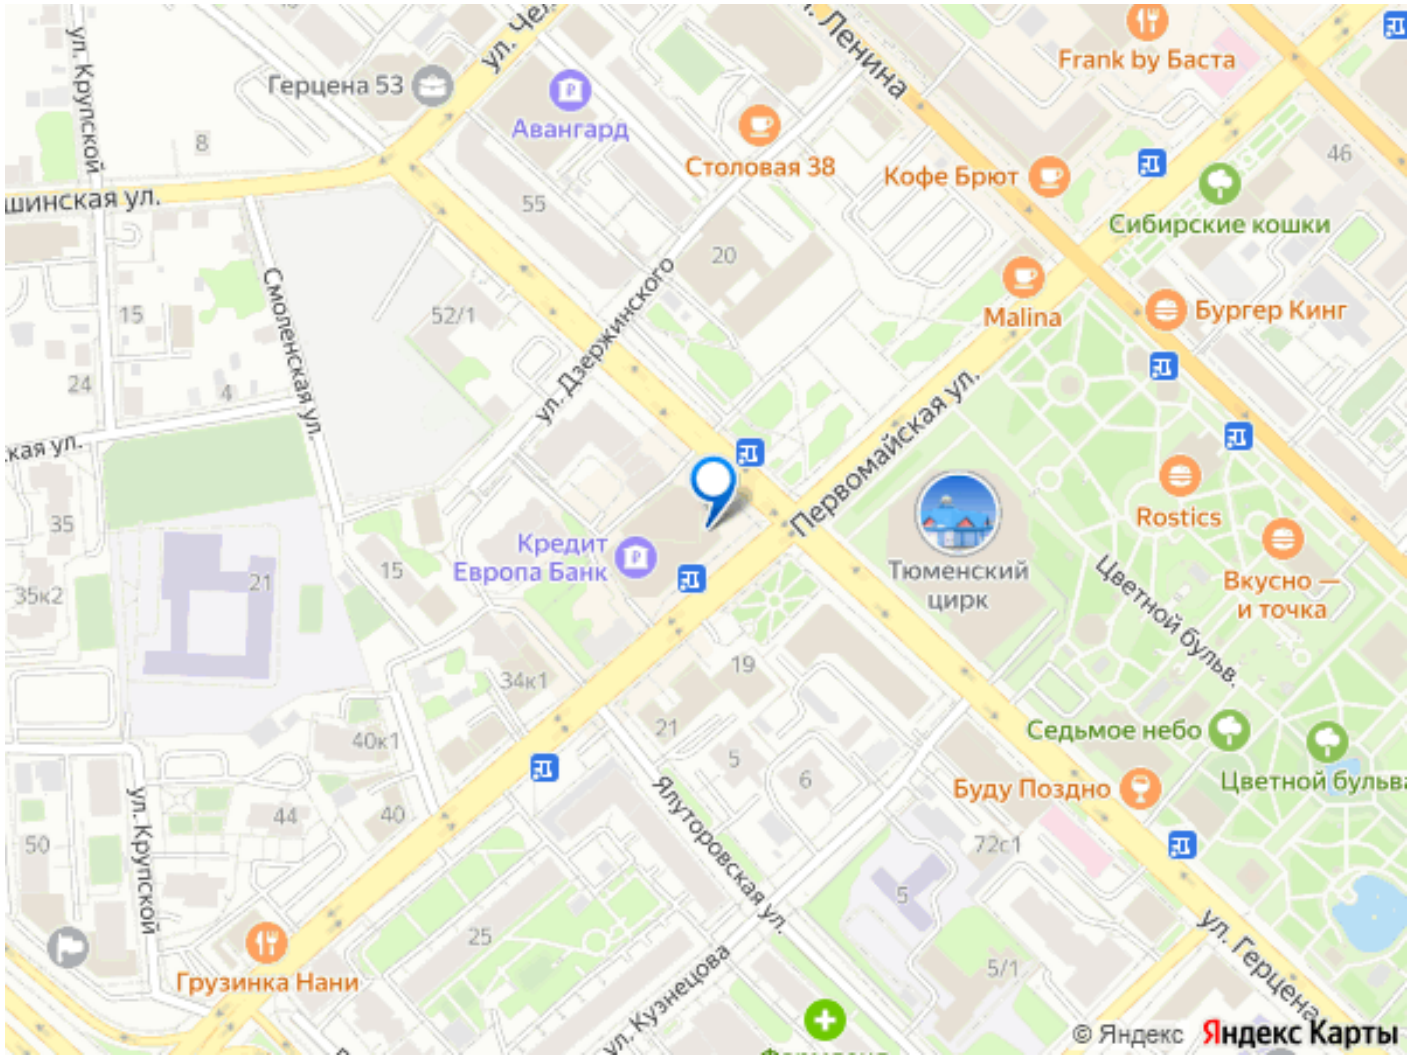 ул. Крупской
ул. Чел
Ленина
Frank by Баста
Герцена 53
Авангард
8
Столовая 38
Кофе Брют
46
шинская ул.
55
Сибирские кошки
20
ул. Дзержинского
Смоленская ул.
15
52/1
Malina
Бургер Кинг
24
4
кая ул.
Первомайская ул.
35
Кредит
Европа Банк
15
Тюменский
цирк
Rostics
Вкусно —
и точка
Цветной бульв.
35к2
21
34к1
19
21
40к1
5
6
Седьмое небо
Цветной бульва
Буду Поздно
ул. Крупской
44
40
50
Ялуторовская ул.
72с1
5
25
Грузинка Нани
ул. Кузнецова
5/1
ул. Герцена
© Яндекс Яндекс Карты